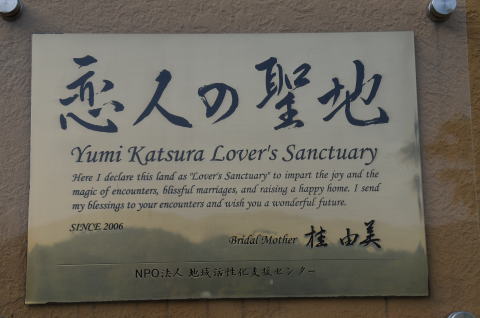 恋人の聖地
Yumi Katsura Lover's Sanctuary
Here I declare this land as "Lover's Sanctuary" to impart the joy and the
magic of encounters, blissful marriages, and raising a happy home. I send
my blessings to your encounters and wish you a wonderful future.
SINCE 2006
Bridal Mother 桂 由美
NPO法人 地域活性化支援センター